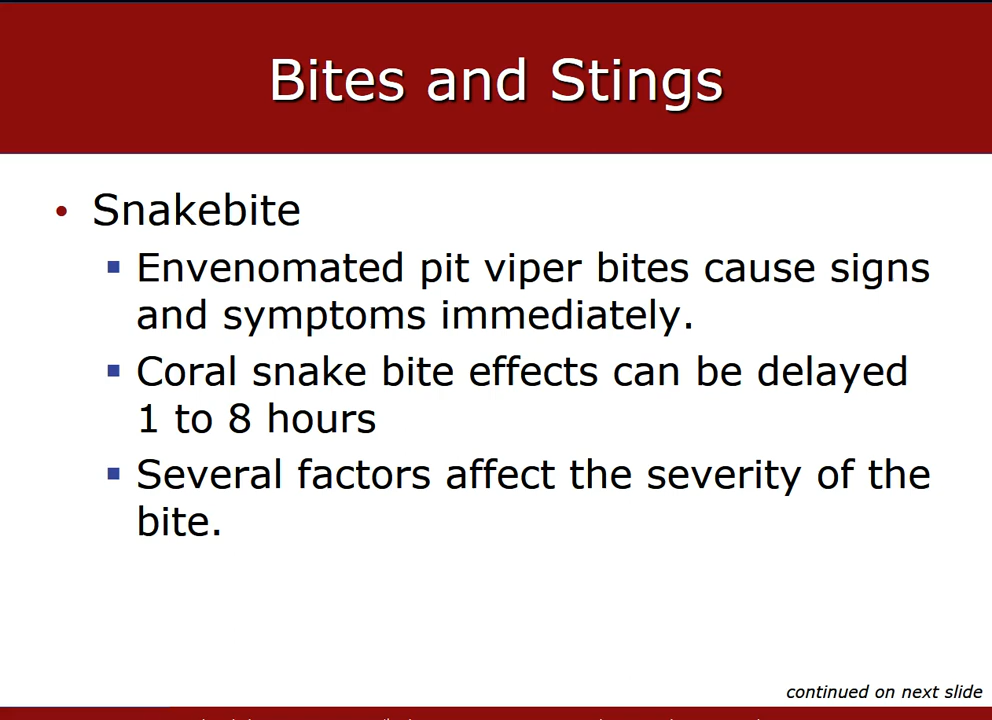 Bites and Stings
• Snakebite
▪ Envenomated pit viper bites cause signs
and symptoms immediately.
▪ Coral snake bite effects can be delayed
1 to 8 hours
▪ Several factors affect the severity of the
bite.
continued on next slide